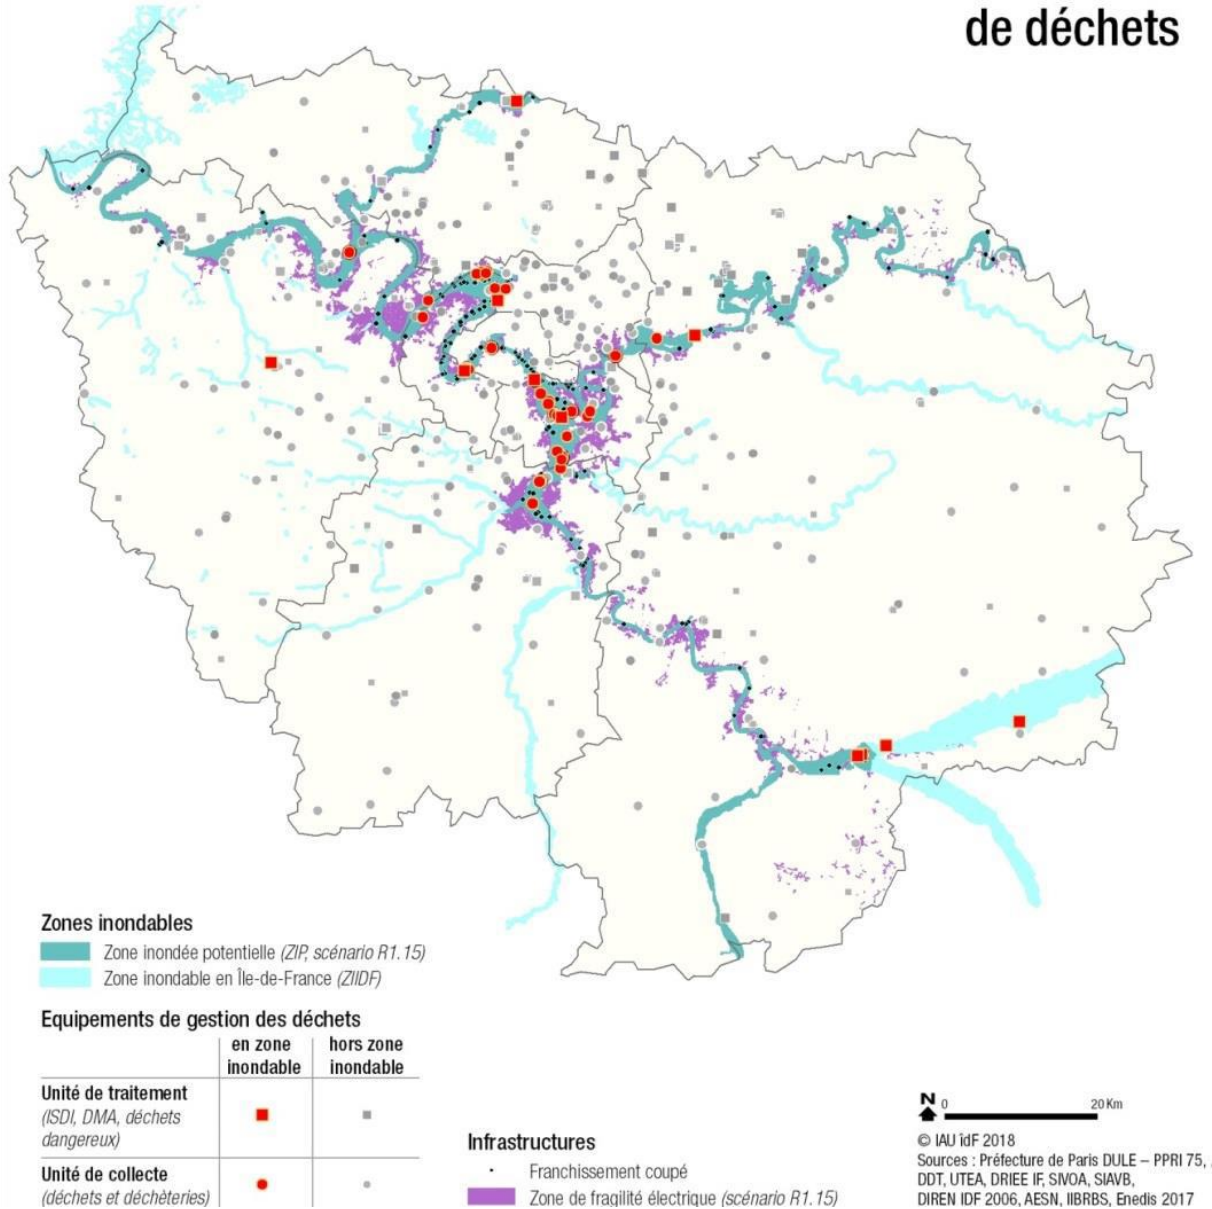 de déchets
Zones inondables
Zone inondée potentielle (ZIP, scénario R1.15)
Zone inondable en Île-de-France (ZIIDF)
Equipements de gestion des déchets
en zone
inondable
hors zone
inondable
Unité de traitement
(ISDI, DMA, déchets
dangereux)
Unité de collecte
(déchets et déchèteries)
Infrastructures
Franchissement coupé
Zone de fragilité électrique (scénario R1.15)
N 0 20 Km
© IAU îdF 2018
Sources : Préfecture de Paris DULE – PPRI 75,
DDT, UTEA, DRIEE IF, SIVOA, SIAVB,
DIREN IDF 2006, AESN, IIBRBS, Enedis 2017